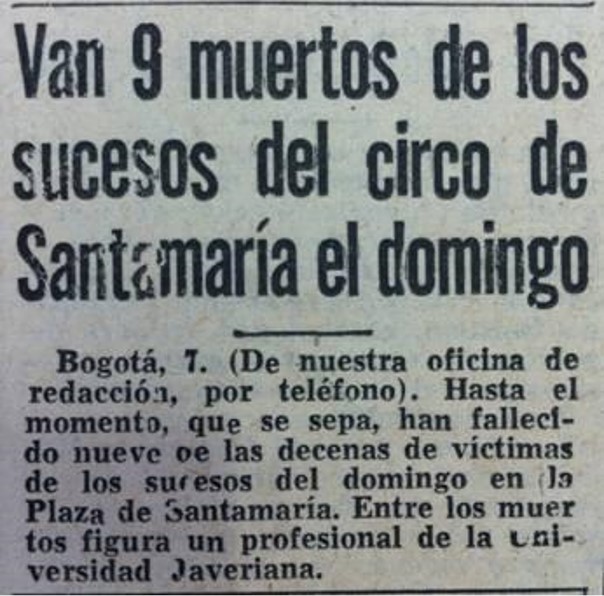 Van 9 muertos de los
sucesos del circo de
Santamaría el domingo
Bogotá, 7. (De nuestra oficina de
redacción, por teléfono). Hasta el
momento, que se sepa, han falleci-
do nueve de las decenas de víctimas
de los sucesos del domingo en la
Plaza de Santamaría. Entre los muer
tos figura un profesional de la Uni-
versidad Javeriana.